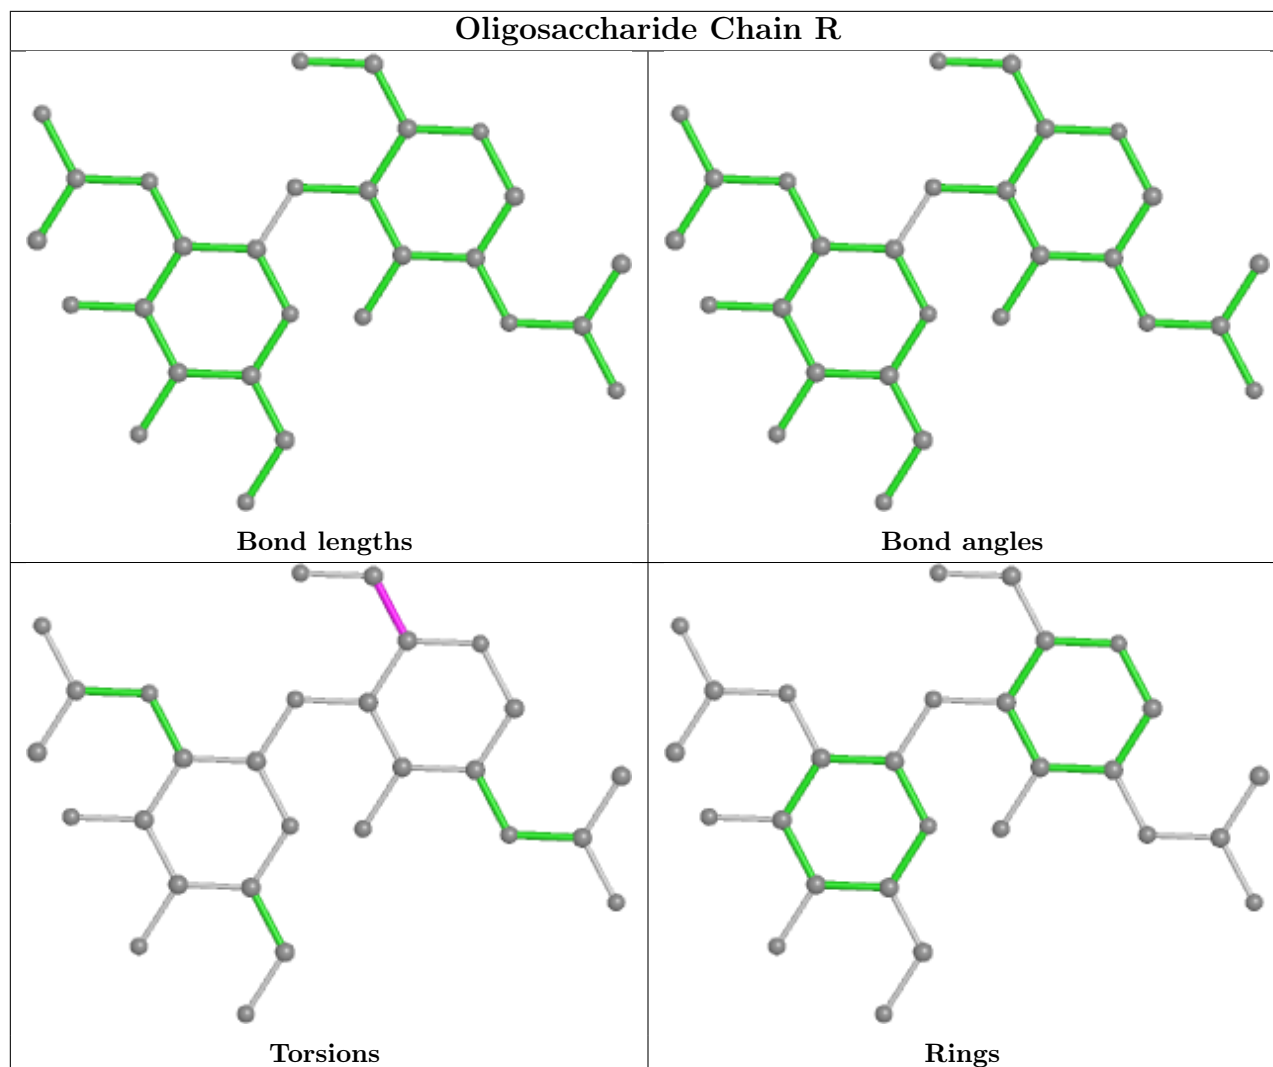 Oligosaccharide Chain R
Bond lengths
Bond angles
Torsions
Rings